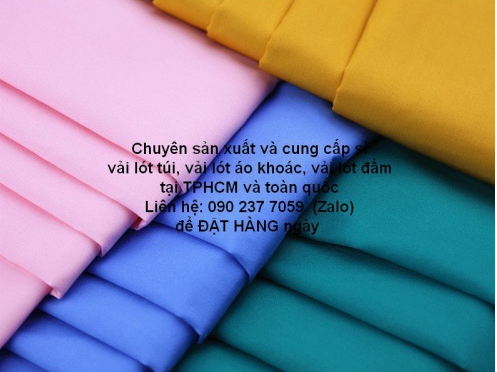 Chuyên sản xuất và cung cấp sỉ
vải lót túi, vải lót áo khoác, vải lót đầm
tại TPHCM và toàn quốc
Liên hệ: 090 237 7059 (Zalo)
để ĐẶT HÀNG ngày